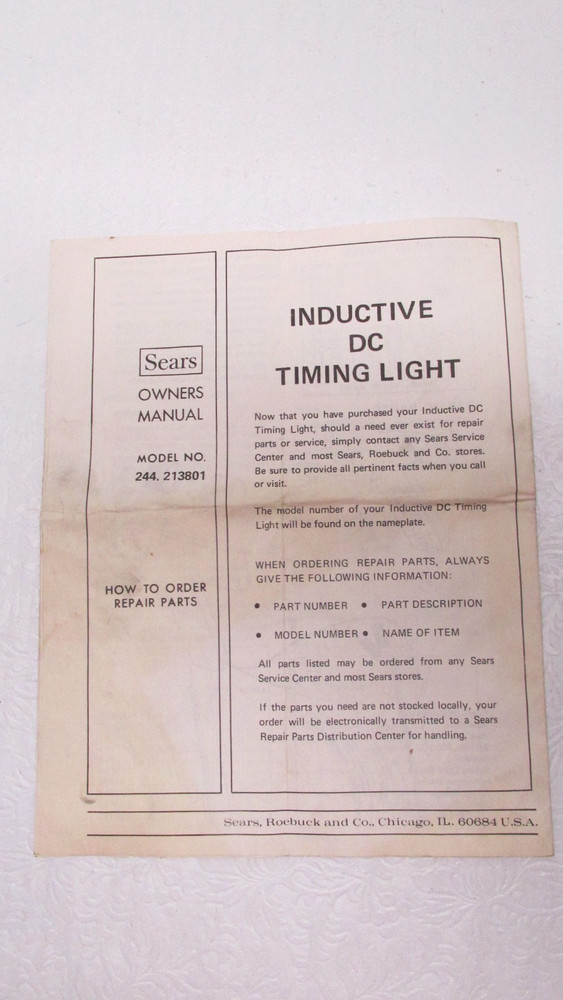 Sears
OWNERS
MANUAL
MODEL NO.
244. 213801
HOW TO ORDER
REPAIR PARTS
INDUCTIVE
DC
TIMING LIGHT
Now that you have purchased your Inductive DC
Timing Light, should a need ever exist for repair
parts or service, simply contact any Sears Service
Center and most Sears, Roebuck and Co. stores.
Be sure to provide all pertinent facts when you call
or visit.
The model number of your Inductive DC Timing
Light will be found on the nameplate.
WHEN ORDERING REPAIR PARTS, ALWAYS
GIVE THE FOLLOWING INFORMATION:
• PART NUMBER • PART DESCRIPTION
• MODEL NUMBER • NAME OF ITEM
All parts listed may be ordered from any Sears
Service Center and most Sears stores.
If the parts you need are not stocked locally, your
order will be electronically transmitted to a Sears
Repair Parts Distribution Center for handling.
Sears, Roebuck and Co., Chicago, IL. 60684 U.S.A.